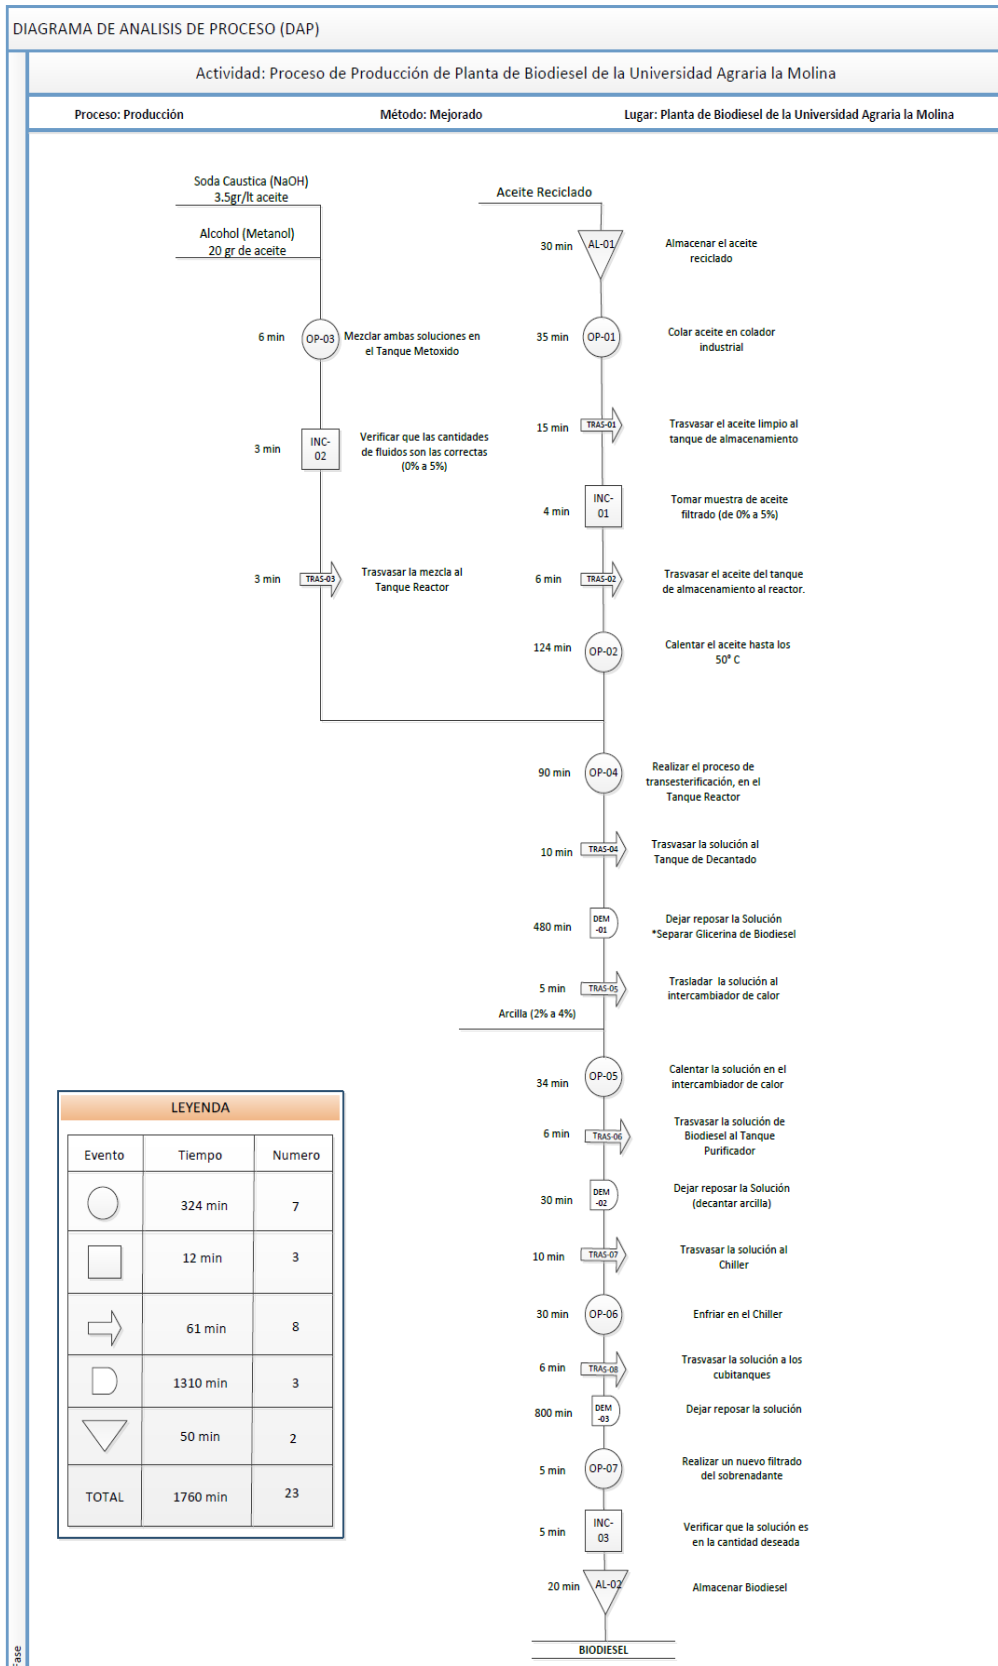 DIAGRAMA DE ANALISIS DE PROCESO (DAP)
Actividad: Proceso de Producción de Planta de Biodiesel de la Universidad Agraria la Molina
Proceso: Producción
Método: Mejorado
Lugar: Planta de Biodiesel de la Universidad Agraria la Molina
Soda Caustica (NaOH)
3.5gr/lt aceite
Alcohol (Metanol)
20 gr de aceite
6 min
OP-03
Mezclar ambas soluciones en
el Tanque Metoxido
3 min
INC-
02
Verificar que las cantidades
de fluidos son las correctas
(0% a 5%)
3 min
TRAS-03
Trasvasar la mezcla al
Tanque Reactor
Aceite Reciclado
30 min
AL-01
Almacenar el aceite
reciclado
35 min
OP-01
Colar aceite en colador
industrial
15 min
TRAS-01
Trasvasar el aceite limpio al
tanque de almacenamiento
4 min
INC-
01
Tomar muestra de aceite
filtrado (de 0% a 5%)
6 min
TRAS-02
Trasvasar el aceite del tanque
de almacenamiento al reactor.
124 min
OP-02
Calentar el aceite hasta los
50ª C
90 min
OP-04
Realizar el proceso de
transesterificación, en el
Tanque Reactor
10 min
TRAS-04
Trasvasar la solución al
Tanque de Decantado
480 min
DEM
-01
Dejar reposar la Solución
*Separar Glicerina de Biodiesel
5 min
TRAS-05
Trasladar la solución al
intercambiador de calor
Arcilla (2% a 4%)
34 min
OP-05
Calentar la solución en el
intercambiador de calor
6 min
TRAS-06
Trasvasar la solución de
Biodiesel al Tanque
Purificador
30 min
DEM
-02
Dejar reposar la Solución
(decantar arcilla)
10 min
TRAS-07
Trasvasar la solución al
Chiller
30 min
OP-06
Enfriar en el Chiller
6 min
TRAS-08
Trasvasar la solución a los
cubitanques
800 min
DEM
-03
Dejar reposar la solución
5 min
OP-07
Realizar un nuevo filtrado
del sobrenadante
5 min
INC-
03
Verificar que la solución es
en la cantidad deseada
20 min
AL-02
Almacenar Biodiesel
BIODIESEL
LEYENDA
Evento Tiempo Numero
324 min 7
12 min 3
61 min 8
1310 min 3
50 min 2
TOTAL 1760 min 23
Fase